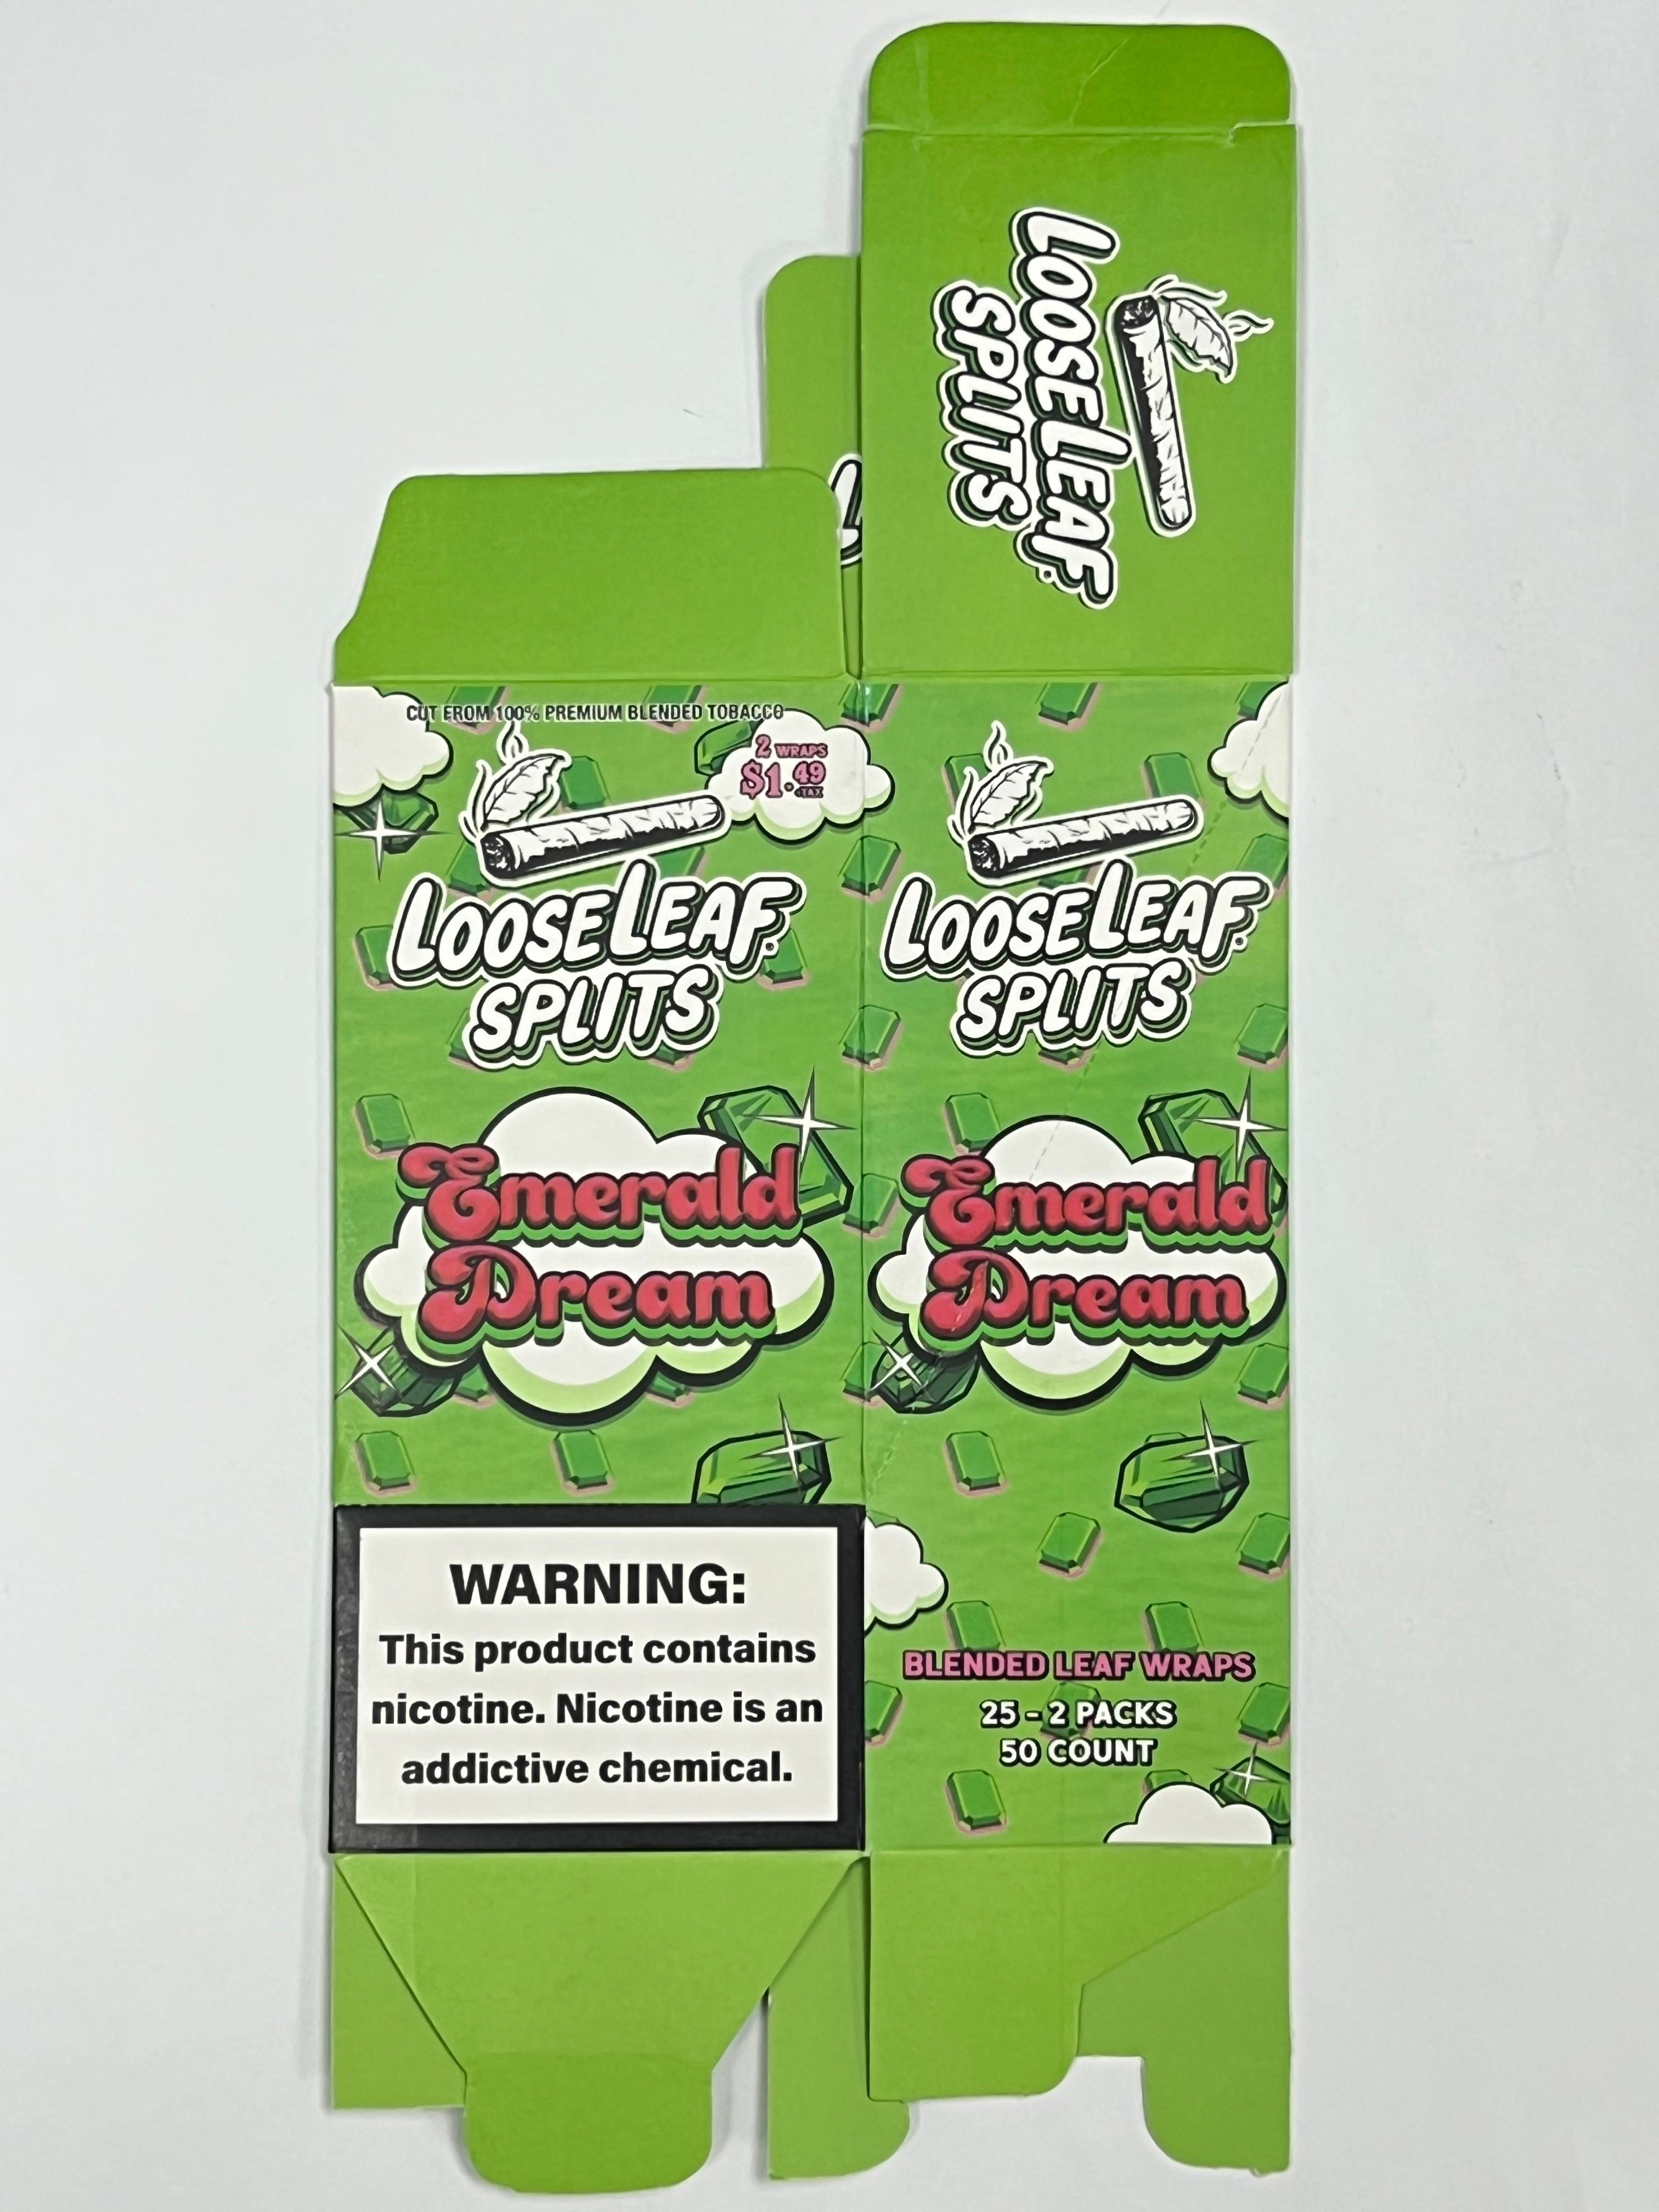 LOOSELEAF®
SPLITS
CUT FROM 100% PREMIUM BLENDED TOBACCO
2 WRAPS
$1.49
+TAX
LOOSELEAF®
SPLITS
Emerald
Dream
WARNING:
This product contains
nicotine. Nicotine is an
addictive chemical.
LOOSELEAF®
SPLITS
Emerald
Dream
BLENDED LEAF WRAPS
25 - 2 PACKS
50 COUNT